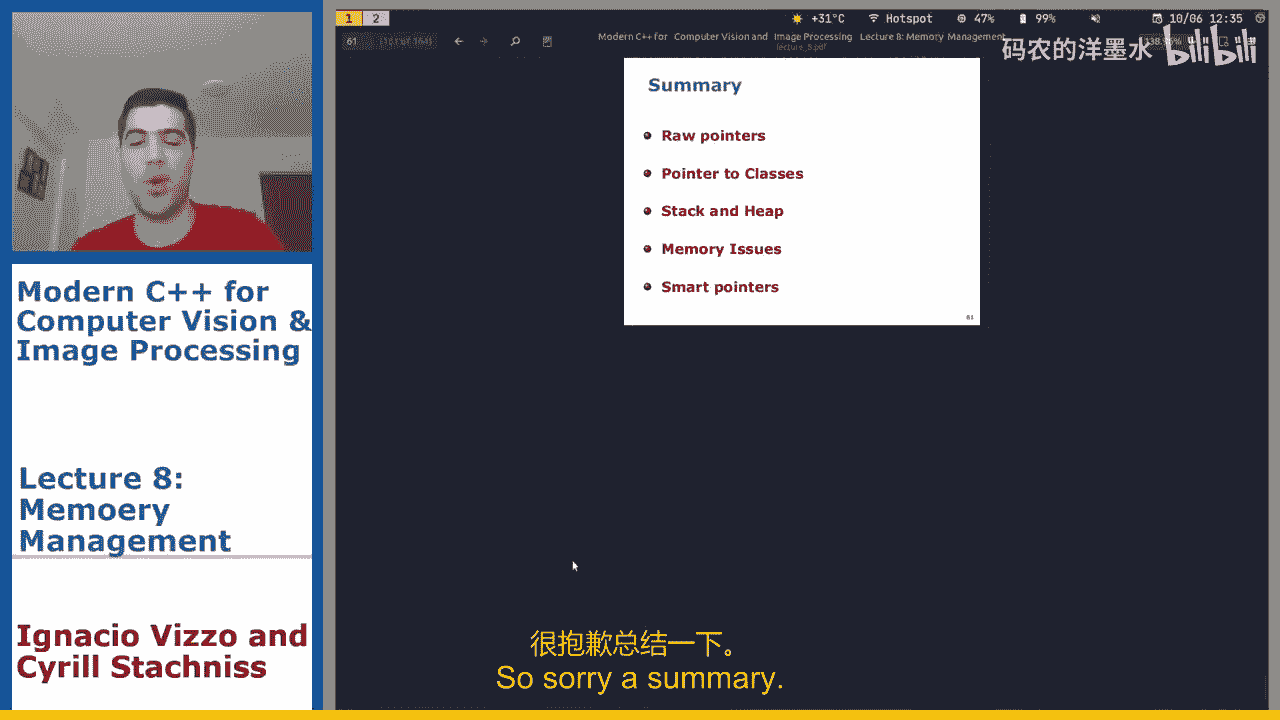 1 2
+31°C Hotspot 47% 99% 10/06 12:35
61 (151 of 164)
Modern C++ for Computer Vision and Image Processing Lecture 8: Memory Management
lecture_8.pdf
码农的洋墨水 bilibili
Summary
Raw pointers
Pointer to Classes
Stack and Heap
Memory Issues
Smart pointers
61
Modern C++ for
Computer Vision &
Image Processing
Lecture 8:
Memoery
Management
Ignacio Vizzo and
Cyrill Stachniss
很抱歉总结一下。
So sorry a summary.